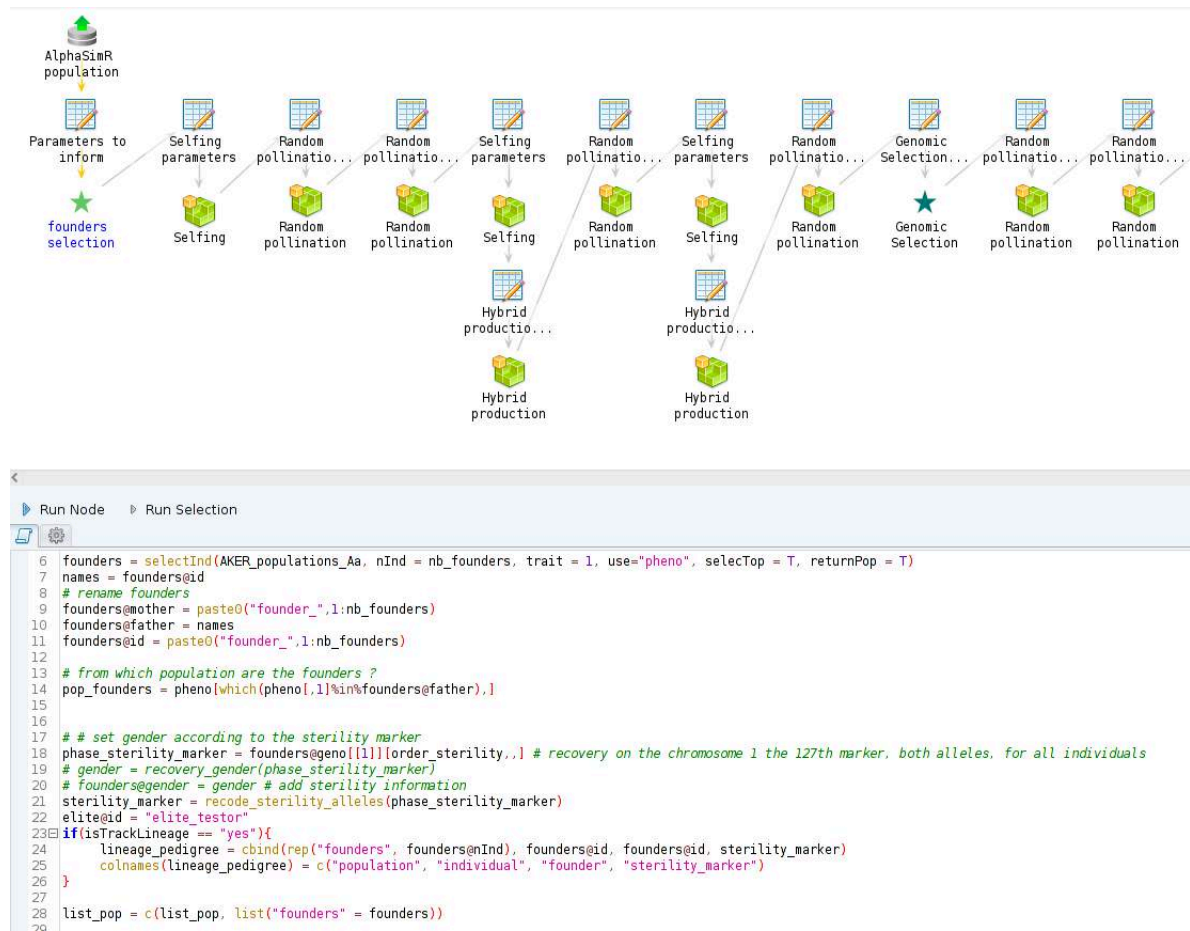 AlphaSimR
population
Parameters to
inform
Selfing
parameters
Random
pollinatio...
Random
pollinatio...
Selfing
parameters
Random
pollinatio...
Selfing
parameters
Random
pollinatio...
Genomic
Selection...
Random
pollinatio...
Random
pollinatio...
founders
selection
Selfing
Random
pollination
Random
pollination
Selfing
Random
pollination
Selfing
Random
pollination
Genomic
Selection
Random
pollination
Random
pollination
Hybrid
productio...
Hybrid
productio...
Hybrid
production
Hybrid
production
Run Node Run Selection
6 founders = selectInd(AKER_populations_Aa, nInd = nb_founders, trait = 1, use="pheno", selecTop = T, returnPop = T)
7 names = founders@id
8 # rename founders
9 founders@mother = paste0("founder_",1:nb_founders)
10 founders@father = names
11 founders@id = paste0("founder_",1:nb_founders)
12
13 # from which population are the founders ?
14 pop_founders = pheno[which(pheno[,1]%in%founders@father),]
15
16
17 # # set gender according to the sterility marker
18 phase_sterility_marker = founders@geno[[1]][order_sterility,,] # recovery on the chromosome 1 the 127th marker, both alleles, for all individuals
19 # gender = recovery_gender(phase_sterility_marker)
20 # founders@gender = gender # add sterility information
21 sterility_marker = recode_sterility_alleles(phase_sterility_marker)
22 elite@id = "elite_testor"
23 if(isTrackLineage == "yes"){
24 lineage_pedigree = cbind(rep("founders", founders@nInd), founders@id, founders@id, sterility_marker)
25 colnames(lineage_pedigree) = c("population", "individual", "founder", "sterility_marker")
26 }
27
28 list_pop = c(list_pop, list("founders" = founders))
29